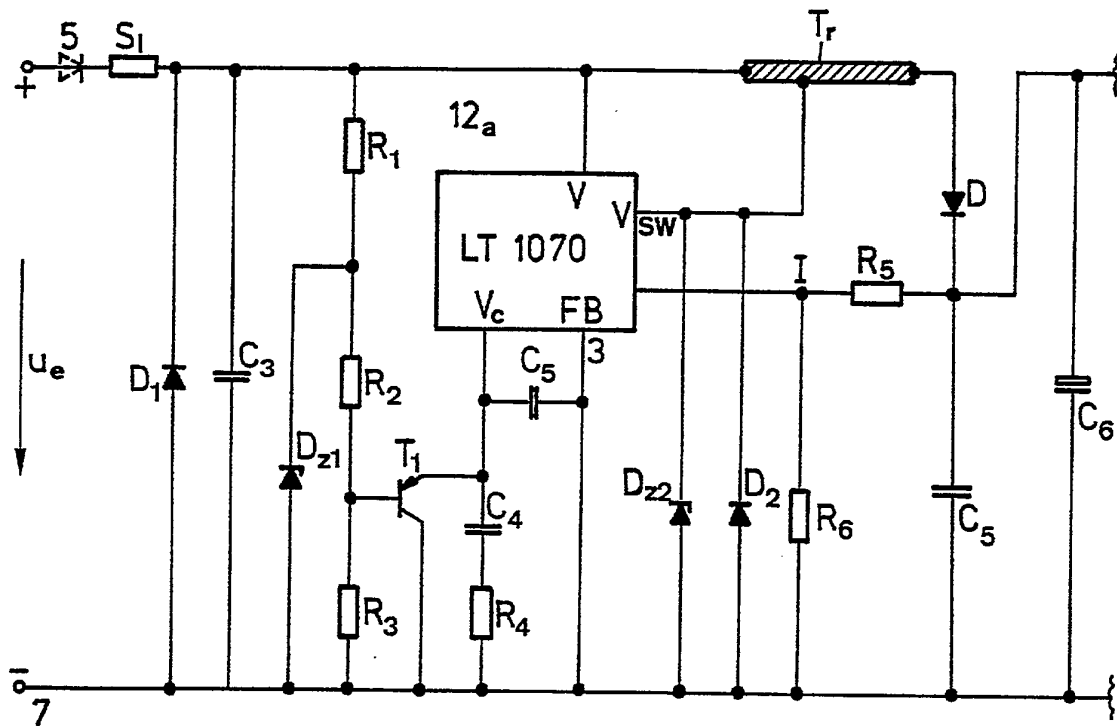 5
S1
Tr
+
12a
R1
V
VSW
D
LT 1070
I
R5
Vc
FB
3
ue
D1
C3
R2
C5
C6
Dz1
T1
C4
Dz2
D2
R6
C5
R3
R4
−
7